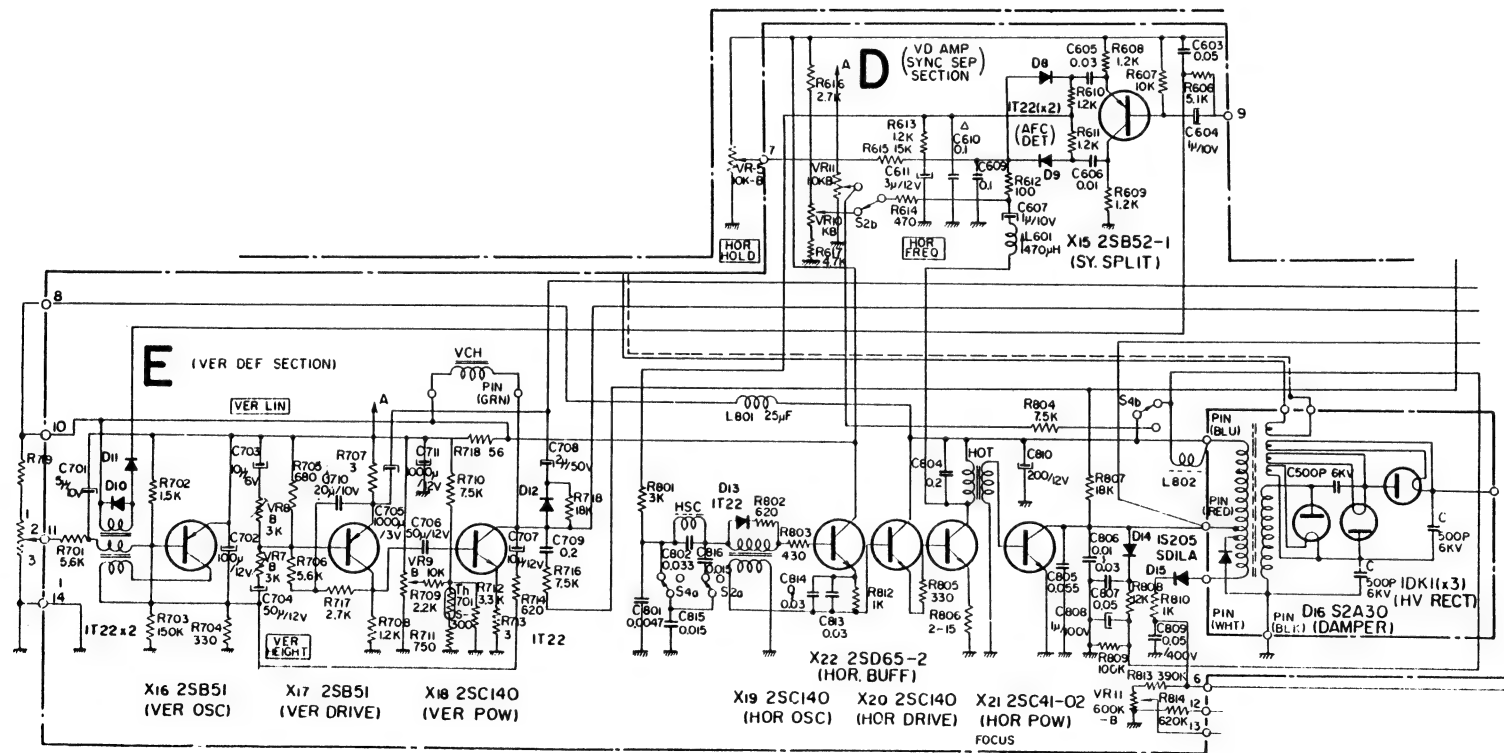 D
(VD AMP
SYNC SEP
SECTION)
A
R616
2.7K
VR-5
10K-B
HOR
HOLD
7
VR11
10KB
VR10
KB
R617
4.7K
S2b
R613
1.2K
R615 15K
C611
3μ/12V
R614
470
HOR
FREQ
△
C610
0.1
C609
0.1
R612
100
C607
1μ/10V
L601
470μH
D8
1T22(x2)
(AFC
DET)
D9
C605
0.03
R610
1.2K
R611
1.2K
C606
0.01
R608
1.2K
R609
1.2K
R607
10K
C603
0.05
R606
5.1K
C604
1μ/10V
9
X15 2SB52-1
(SY. SPLIT)
8
E (VER DEF SECTION)
VCH
PIN
(GRN)
A
VER LIN
10
R719
1
2
3
11
14
1
C701
5μ
10V
D11
D10
R701
5.6K
1T22x2
R702
1.5K
R703
150K
R704
330
C703
10μ
6V
C702
100μ
/12V
VR8
B
3K
VR7
B
3K
C704
50μ/12V
VER
HEIGHT
R705
680
△
C710
20μ/10V
R706
5.6K
R717
2.7K
R707
3
C705
1000μ
/3V
R708
1.2K
C706
50μ/12V
C711
1000μ
12V
VR9
B 10K
R709
2.2K
R711
750
R710
7.5K
R718 56
Th
701
S-
300
R712
3.3K
R713
3
C707
10μ/12V
R714
620
C708
2μ/50V
D12
R718
18K
C709
0.2
R716
7.5K
1T22
X16 2SB51
(VER OSC)
X17 2SB51
(VER DRIVE)
X18 2SC140
(VER POW)
L801 25μF
R801
3K
HSC
C802
0.033
C816
0.015
S4a
S2a
C801
0.0047
C815
0.015
D13
1T22
R802
620
R803
430
C814
0.03
C813
0.03
R812
1K
C804
0.2
R805
330
R806
2-15
HOT
C810
200/12V
R804
7.5K
R807
18K
S4b
L802
X22 2SD65-2
(HOR. BUFF)
X19 2SC140
(HOR OSC)
X20 2SC140
(HOR DRIVE)
X21 2SC41-02
(HOR POW)
FOCUS
C805
0.055
C806
0.01
C807
0.05
C808
1μ/100V
D14
1S205
SD1LA
D15
R808
12K
R810
1K
C809
0.05
/400V
R809
100K
R813 390K
VR11
600K
-B
R814
620K
6
12
13
PIN
(BLU)
PIN
(RED)
PIN
(WHT)
PIN
(BLK)
C500P 6KV
C
500P
6KV
C
500P
6KV
1DK1(x3)
(HV RECT)
D16 S2A30
(DAMPER)